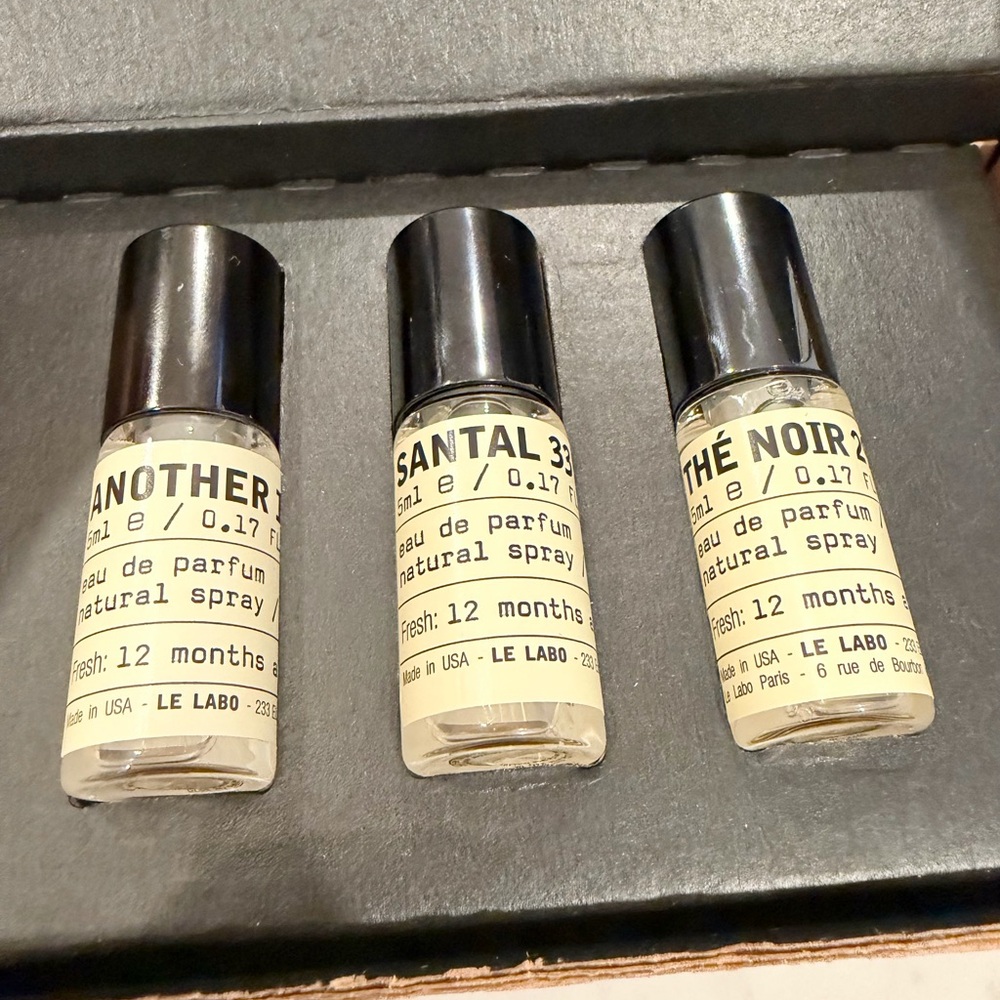 ANOTHER
5ml e / 0.17
eau de parfum
natural spray /
Fresh: 12 months
Made in USA - LE LABO - 233
SANTAL 33
5ml e / 0.17
eau de parfum
natural spray /
Fresh: 12 months
Made in USA - LE LABO - 233
THÉ NOIR 2
5ml e / 0.17
eau de parfum /
natural spray
Fresh: 12 months
Made in USA - LE LABO - 233
Le Labo Paris - 6 rue de Bourbon